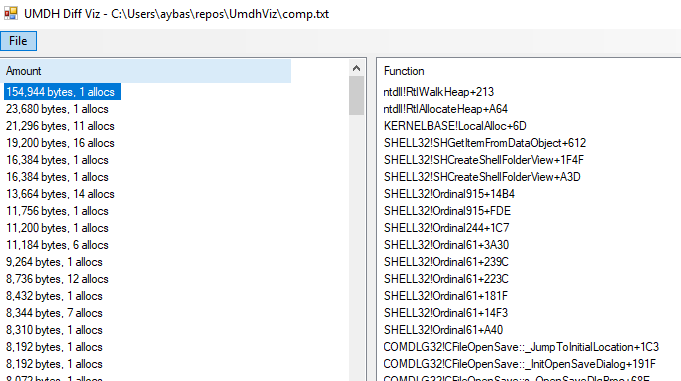 UMDH Diff Viz - C:\Users\aybas\repos\UmdhViz\comp.txt
File
Amount
154,944 bytes, 1 allocs
23,680 bytes, 1 allocs
21,296 bytes, 11 allocs
19,200 bytes, 16 allocs
16,384 bytes, 1 allocs
16,384 bytes, 1 allocs
13,664 bytes, 14 allocs
11,756 bytes, 1 allocs
11,200 bytes, 1 allocs
11,184 bytes, 6 allocs
9,264 bytes, 1 allocs
8,736 bytes, 12 allocs
8,432 bytes, 1 allocs
8,344 bytes, 7 allocs
8,310 bytes, 1 allocs
8,192 bytes, 1 allocs
8,192 bytes, 1 allocs
8,072 bytes, 1 allocs
Function
ntdll!RtlWalkHeap+213
ntdll!RtlAllocateHeap+A64
KERNELBASE!LocalAlloc+6D
SHELL32!SHGetItemFromDataObject+612
SHELL32!SHCreateShellFolderView+1F4F
SHELL32!SHCreateShellFolderView+A3D
SHELL32!Ordinal915+14B4
SHELL32!Ordinal915+FDE
SHELL32!Ordinal244+1C7
SHELL32!Ordinal61+3A30
SHELL32!Ordinal61+239C
SHELL32!Ordinal61+223C
SHELL32!Ordinal61+181F
SHELL32!Ordinal61+14F3
SHELL32!Ordinal61+A40
COMDLG32!CFileOpenSave::_JumpToInitialLocation+1C3
COMDLG32!CFileOpenSave::_InitOpenSaveDialog+191F